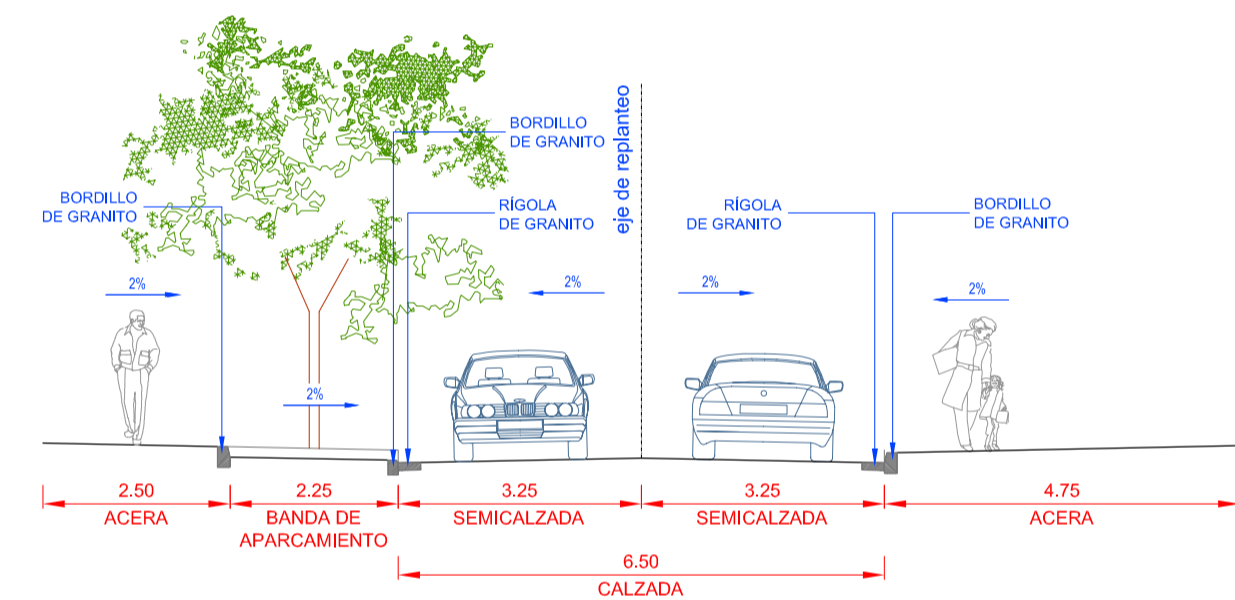 BORDILLO
DE GRANITO
eje de replanteo
BORDILLO
DE GRANITO
RÍGOLA
DE GRANITO
RÍGOLA
DE GRANITO
BORDILLO
DE GRANITO
2%
2%
2%
2%
2%
2.50
2.25
3.25
3.25
4.75
ACERA
BANDA DE
APARCAMIENTO
SEMICALZADA
SEMICALZADA
ACERA
6.50
CALZADA